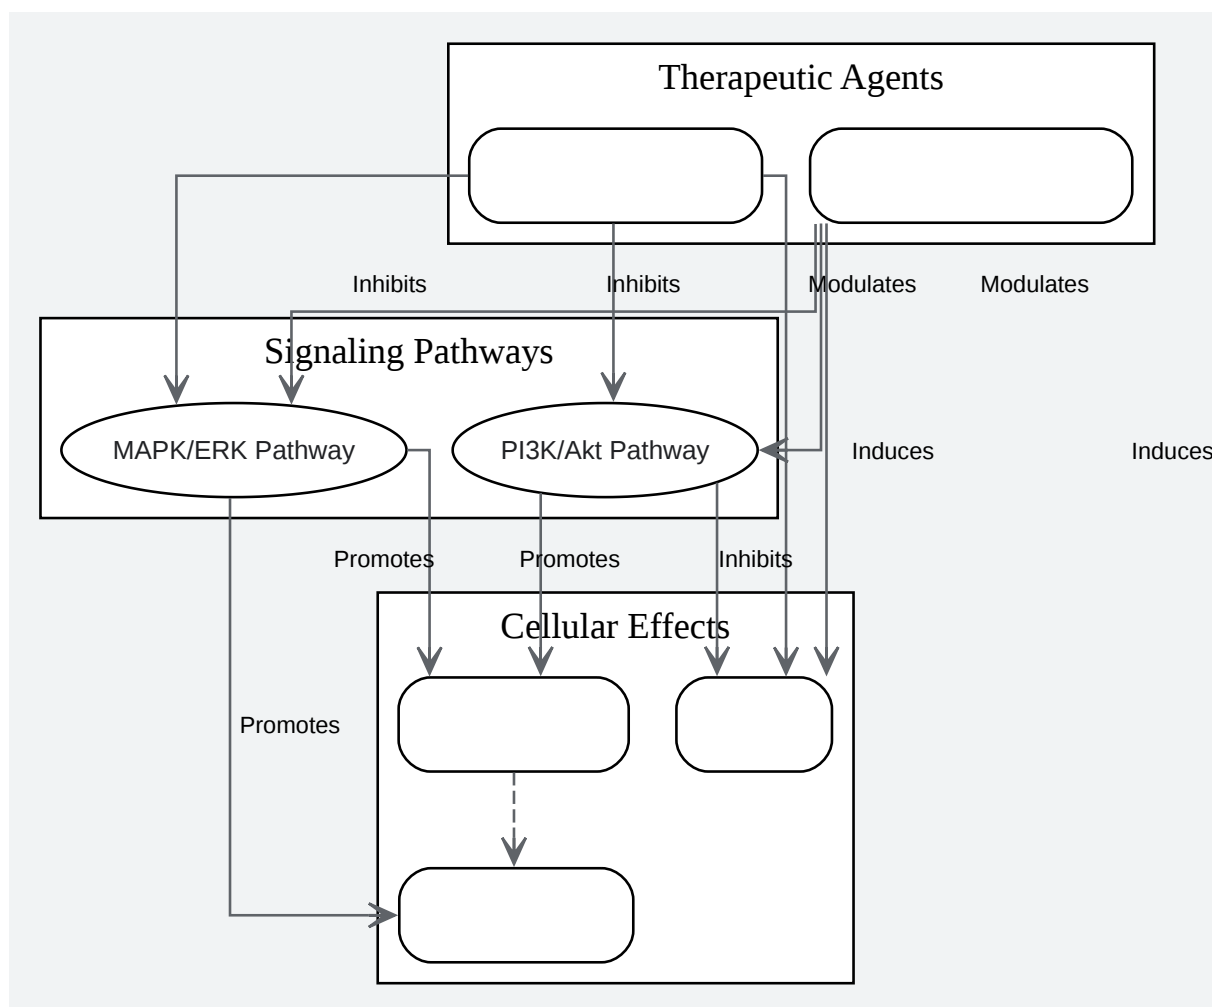 Therapeutic Agents
Inhibits
Inhibits
Modulates
Modulates
Signaling Pathways
MAPK/ERK Pathway
PI3K/Akt Pathway
Induces
Induces
Promotes
Promotes
Inhibits
Cellular Effects
Promotes